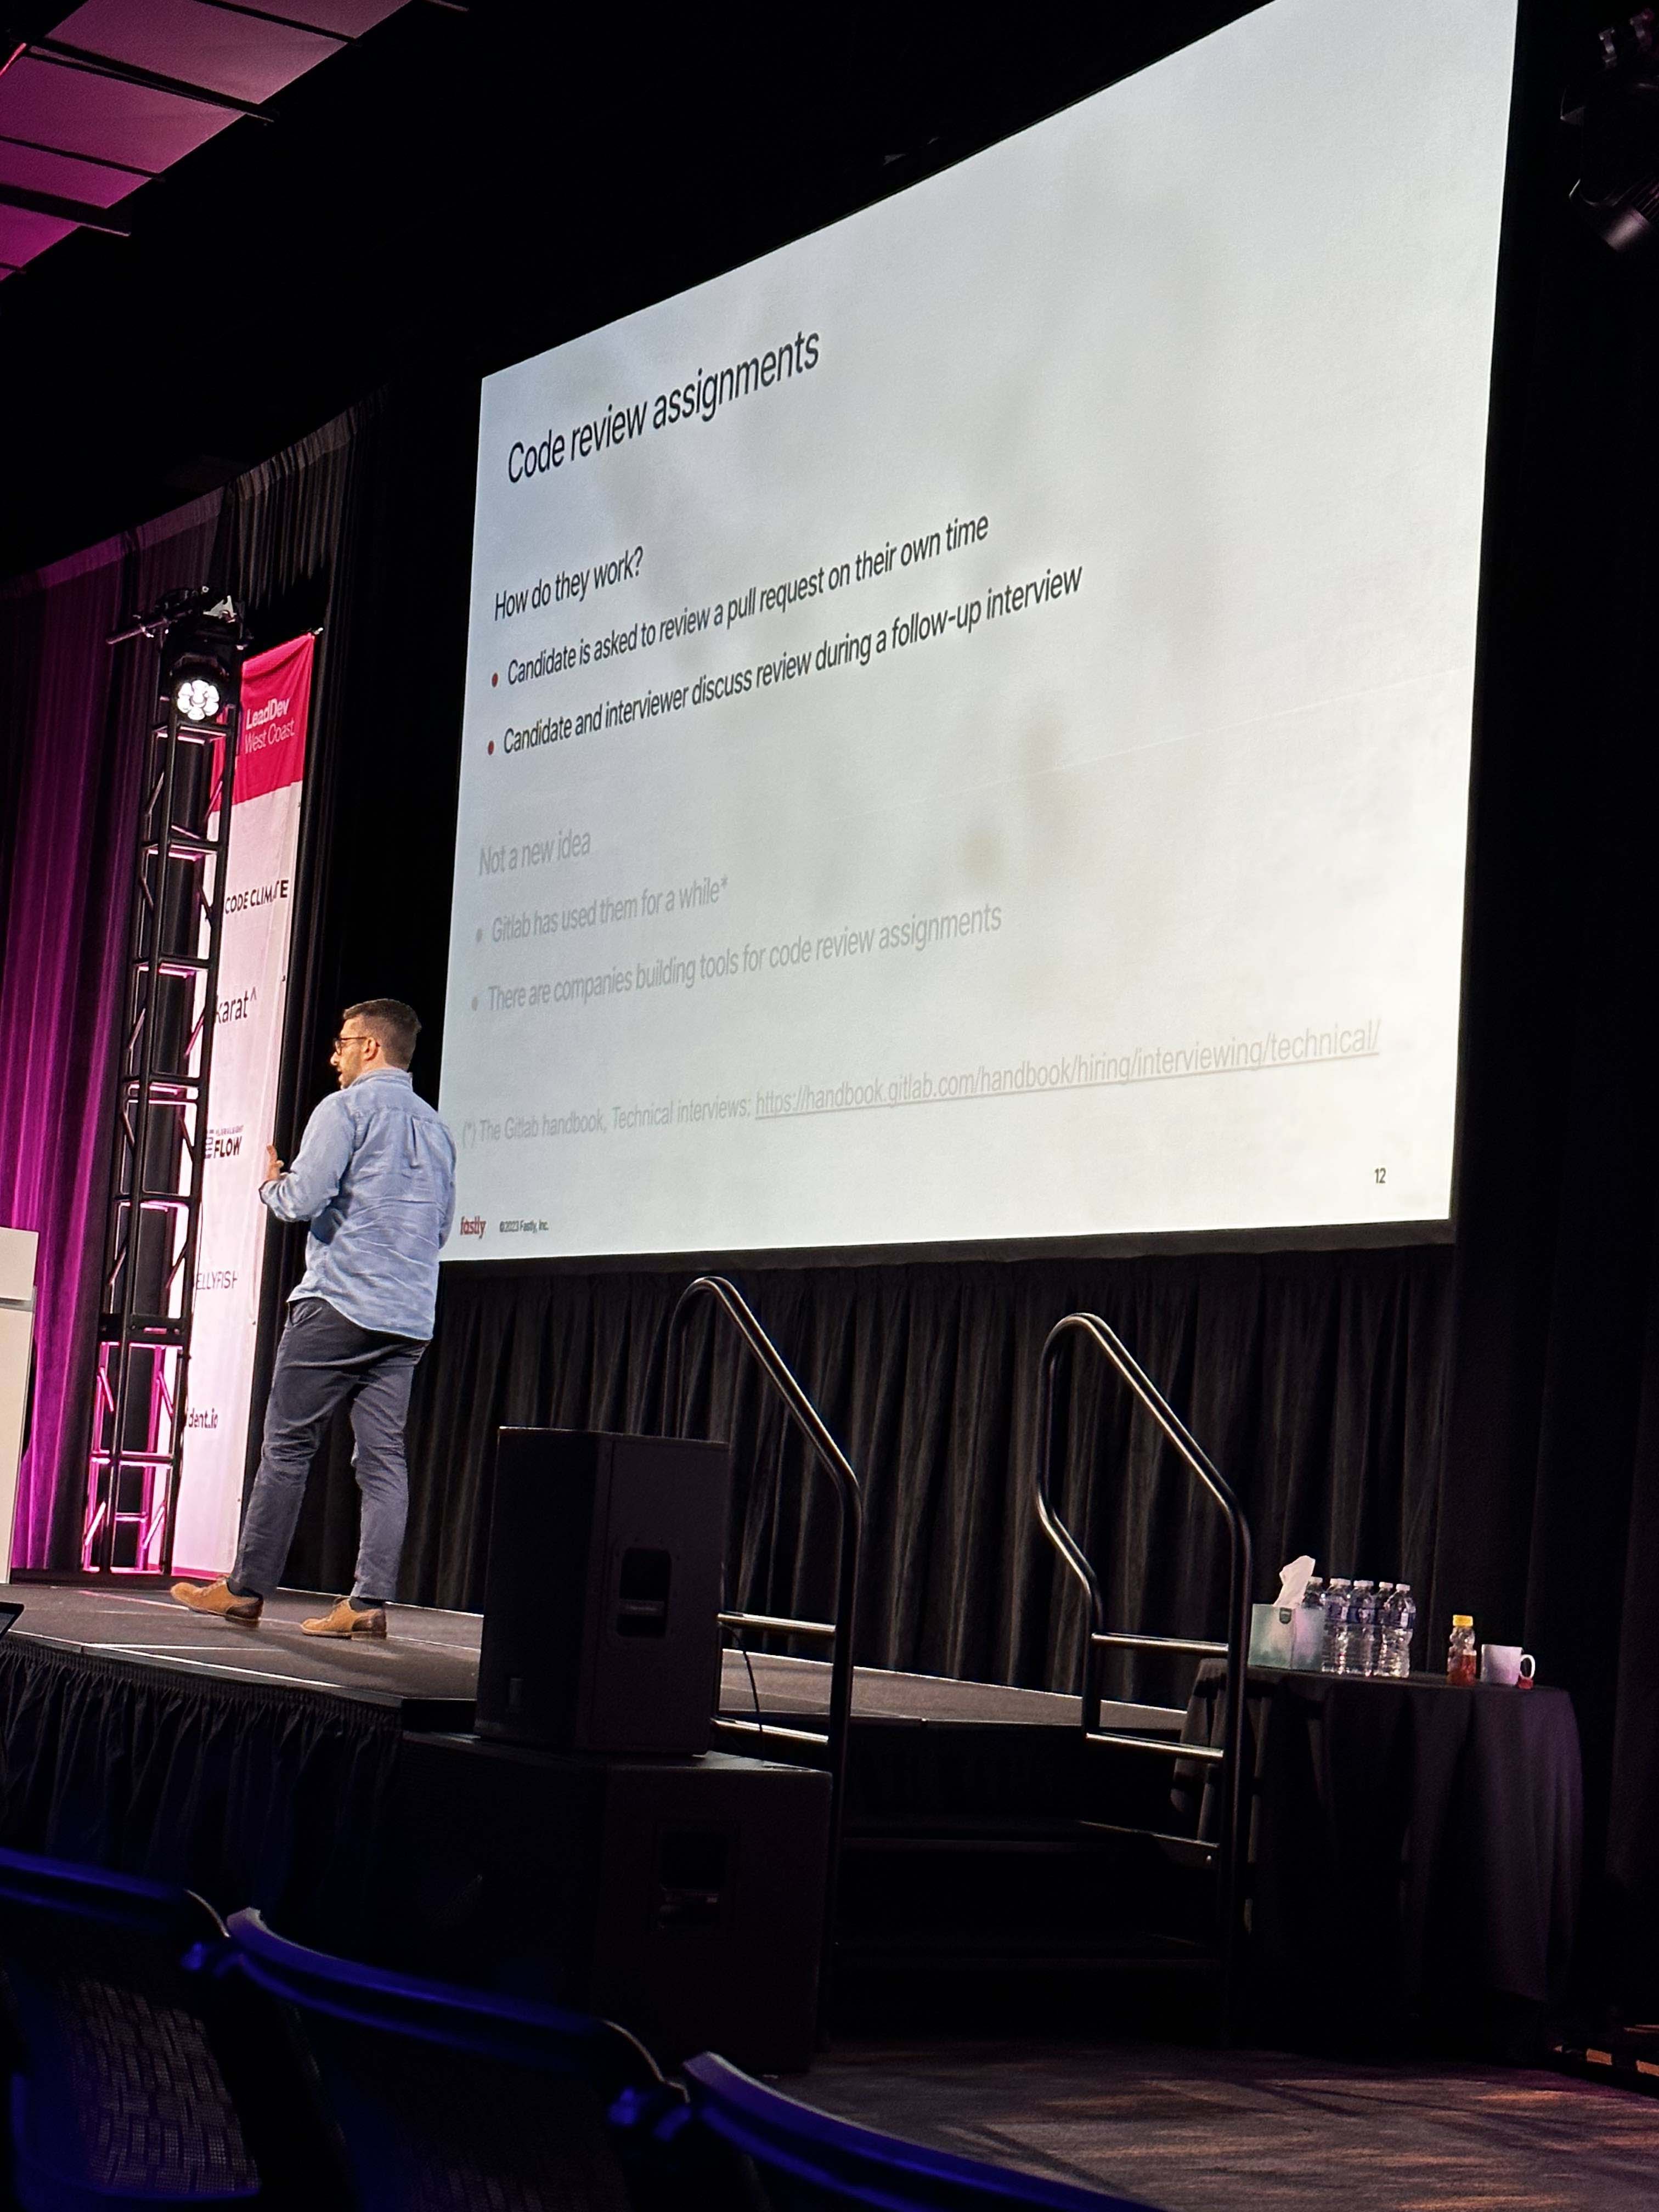 Code review assignments
How do they work?
• Candidate is asked to review a pull request on their own time
• Candidate and interviewer discuss review during a follow-up interview
Not a new idea
• Gitlab has used them for a while*
• There are companies building tools for code review assignments
(*) The Gitlab handbook, Technical interviews: https://handbook.gitlab.com/handbook/hiring/interviewing/technical/
12
fastly ©2023 Fastly, Inc.
LeadDev
West Coast
CODE CLIMATE
karat^
FLOW
ELLYFISH
dent.io